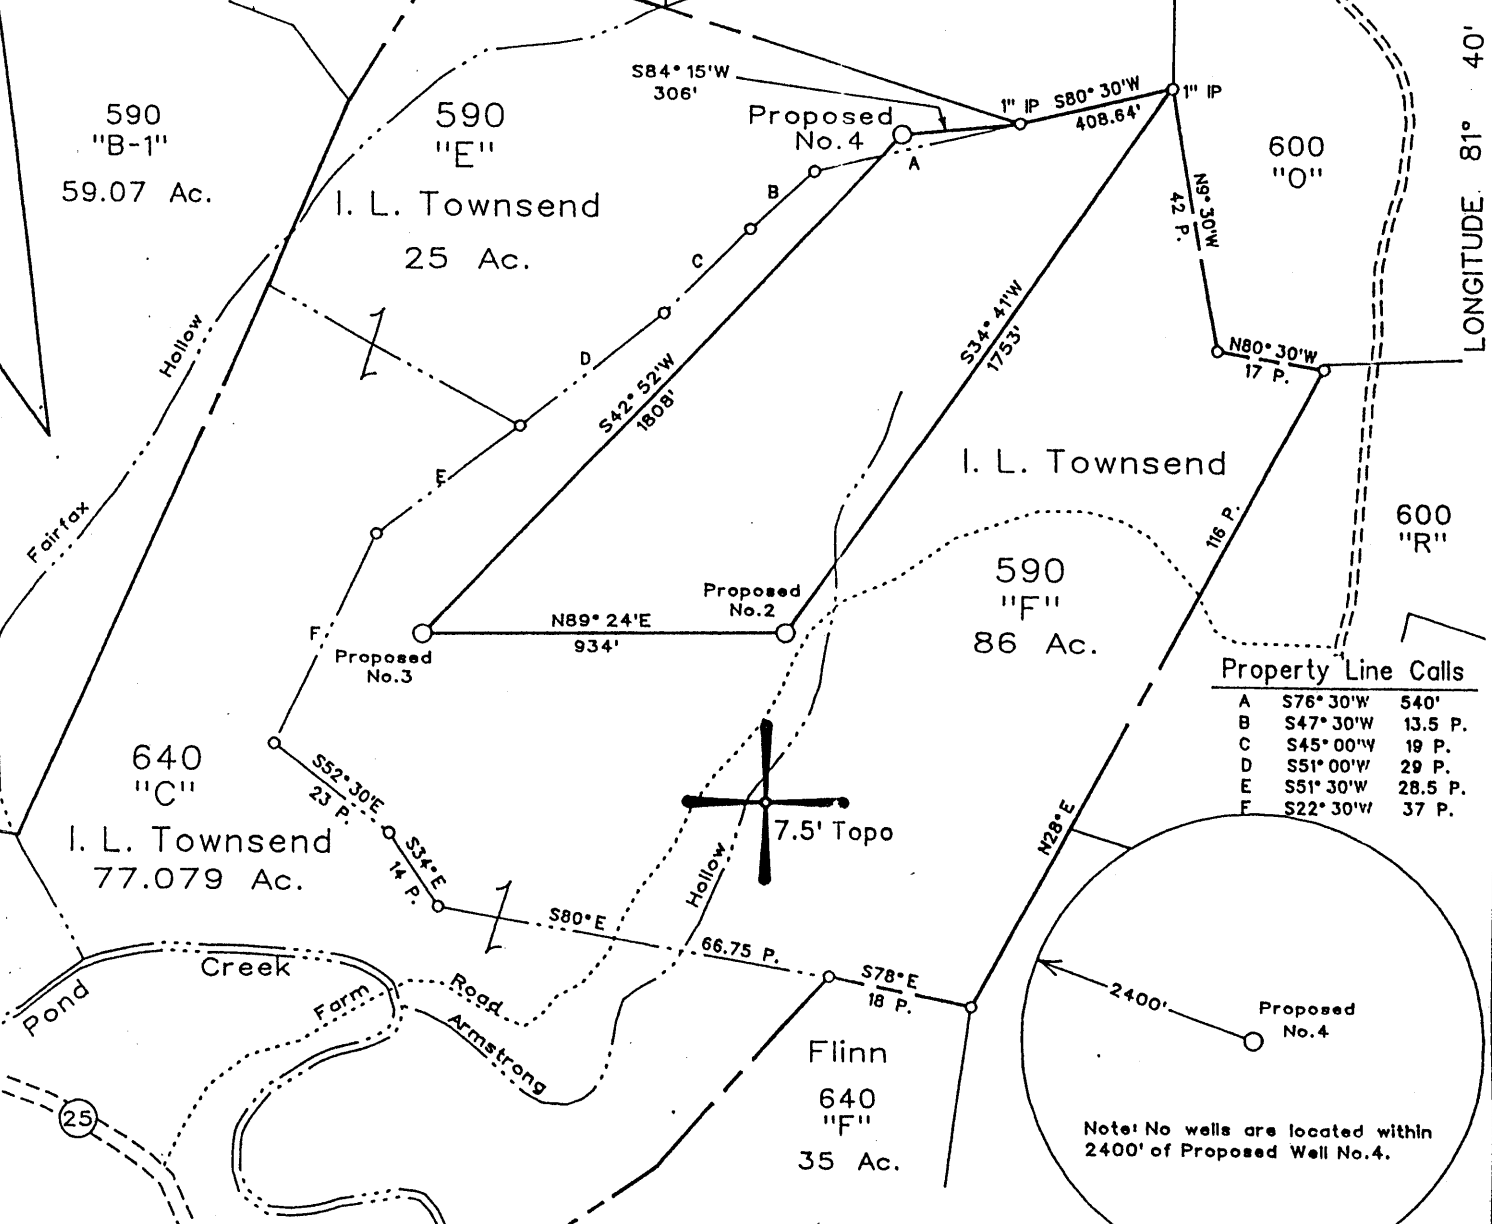 S84° 15'W
306'
1" IP
S80° 30'W
408.64'
1" IP
LONGITUDE 81° 40'
590
"B-1"
59.07 Ac.
590
"E"
I. L. Townsend
25 Ac.
Proposed
No.4
A
B
C
D
E
F
600
"O"
N9° 30'W
42 P.
N80° 30'W
17 P.
Hollow
Fairfax
S42° 52'W
1808'
S34° 41'W
1753'
I. L. Townsend
590
"F"
86 Ac.
116 P.
600
"R"
Proposed
No.2
N89° 24'E
934'
Proposed
No.3
Property Line Calls
A S76° 30'W 540'
B S47° 30'W 13.5 P.
C S45° 00'W 19 P.
D S51° 00'W 29 P.
E S51° 30'W 28.5 P.
F S22° 30'W 37 P.
640
"C"
I. L. Townsend
77.079 Ac.
S52° 30'E
23 P.
S34° E
14 P.
7.5' Topo
Hollow
N28° E
S80° E
66.75 P.
S78° E
18 P.
Creek
Pond
Farm
Road
Armstrong
25
Flinn
640
"F"
35 Ac.
2400'
Proposed
No.4
Note: No wells are located within
2400' of Proposed Well No.4.